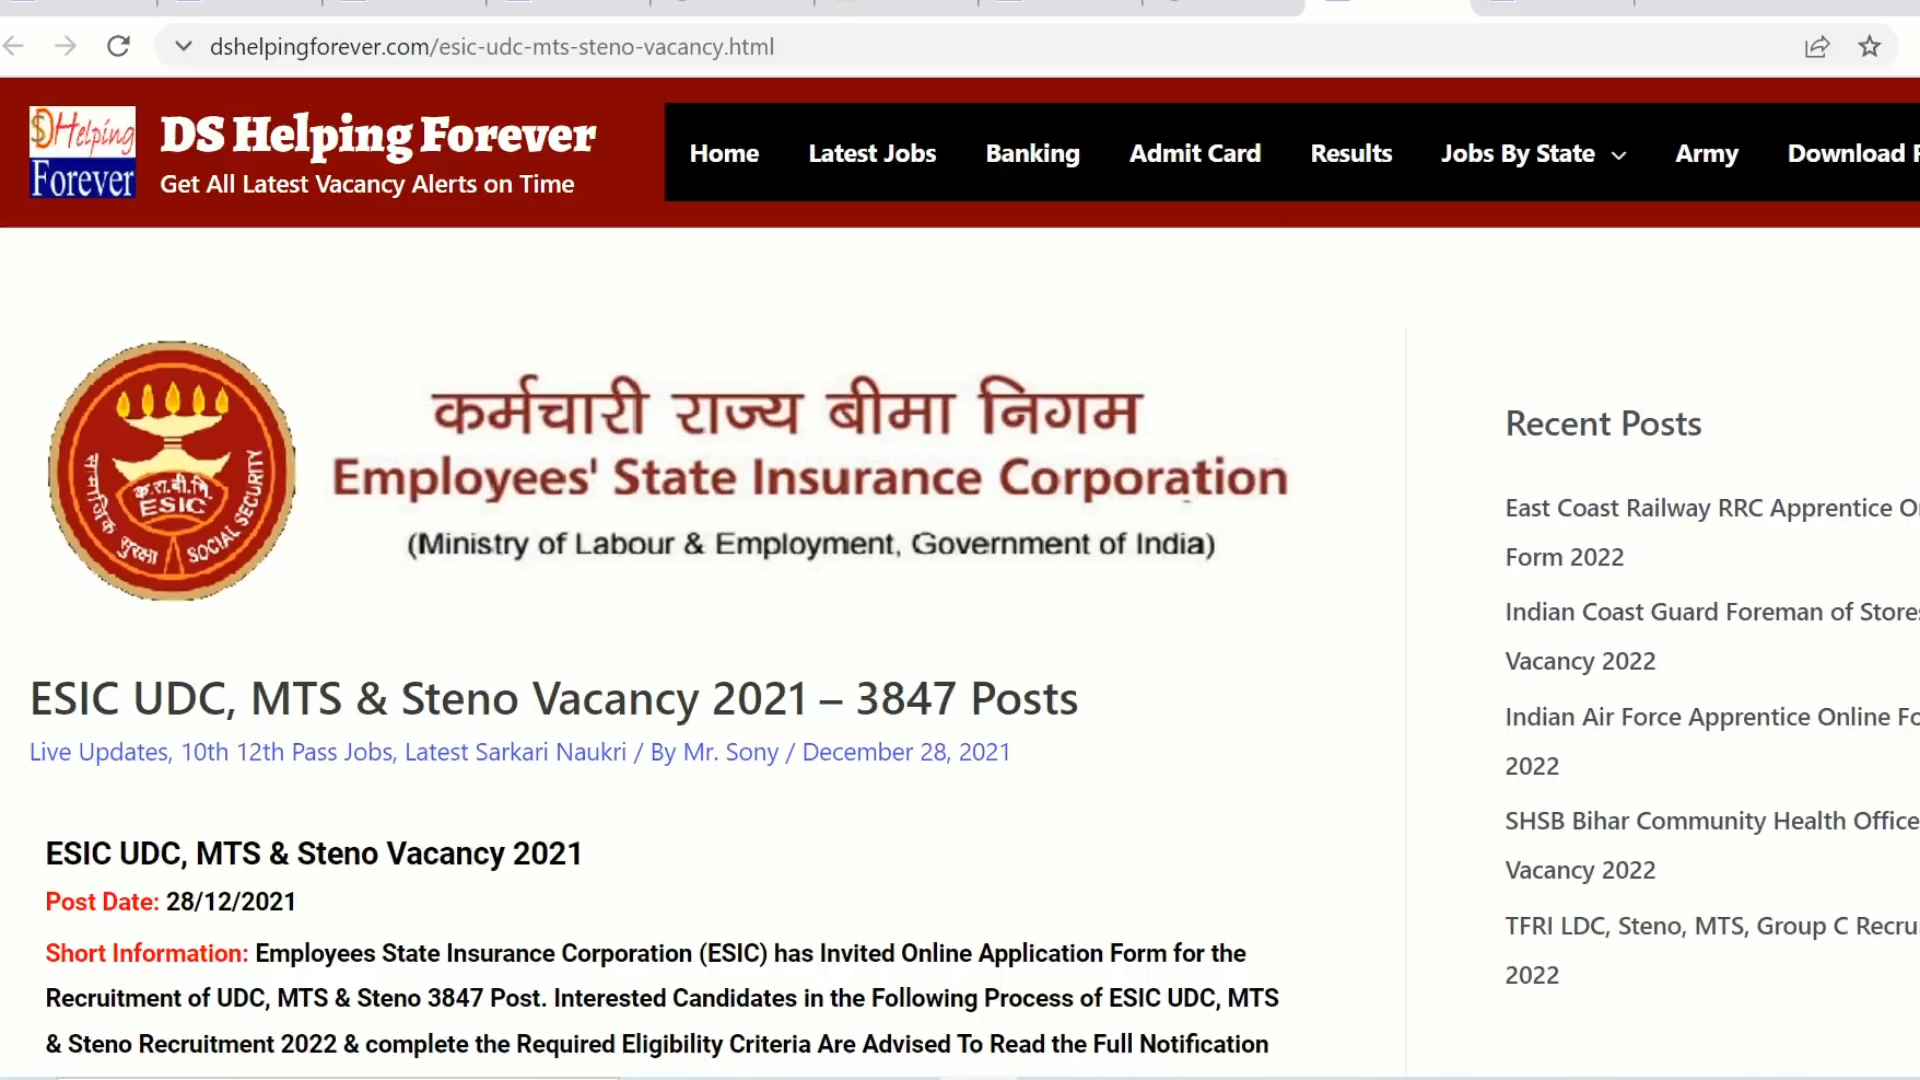 dshelpingforever.com/esic-udc-mts-steno-vacancy.html
DHelping
Forever
DS Helping Forever
Get All Latest Vacancy Alerts on Time
Home Latest Jobs Banking Admit Card Results Jobs By State Army Download
कर्मचारी राज्य बीमा निगम
Employees' State Insurance Corporation
(Ministry of Labour & Employment, Government of India)
क.रा.बी.नि.
ESIC
सामाजिक सुरक्षा
SOCIAL SECURITY
ESIC UDC, MTS & Steno Vacancy 2021 – 3847 Posts
Live Updates, 10th 12th Pass Jobs, Latest Sarkari Naukri / By Mr. Sony / December 28, 2021
ESIC UDC, MTS & Steno Vacancy 2021
Post Date: 28/12/2021
Short Information: Employees State Insurance Corporation (ESIC) has Invited Online Application Form for the
Recruitment of UDC, MTS & Steno 3847 Post. Interested Candidates in the Following Process of ESIC UDC, MTS
& Steno Recruitment 2022 & complete the Required Eligibility Criteria Are Advised To Read the Full Notification
Recent Posts
East Coast Railway RRC Apprentice
Form 2022
Indian Coast Guard Foreman of Stores
Vacancy 2022
Indian Air Force Apprentice Online
2022
SHSB Bihar Community Health Office
Vacancy 2022
TFRI LDC, Steno, MTS, Group C Recru
2022